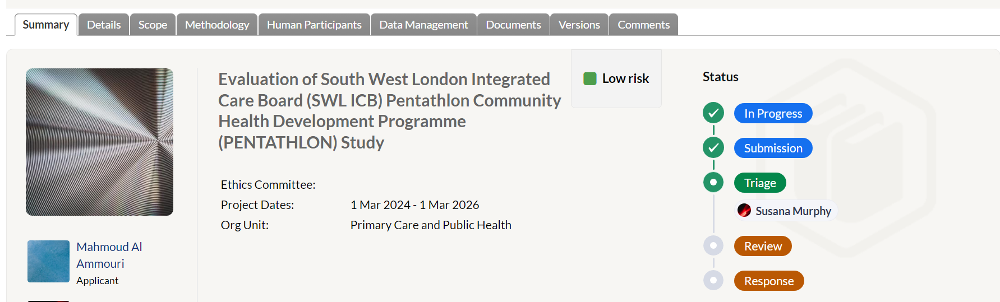 Summary
Details
Scope
Methodology
Human Participants
Data Management
Documents
Versions
Comments
Evaluation of South West London Integrated
Care Board (SWL ICB) Pentathlon Community
Health Development Programme
(PENTATHLON) Study
Low risk
Ethics Committee:
Project Dates: 1 Mar 2024 - 1 Mar 2026
Org Unit: Primary Care and Public Health
Mahmoud Al
Ammouri
Applicant
Status
In Progress
Submission
Triage
Susana Murphy
Review
Response